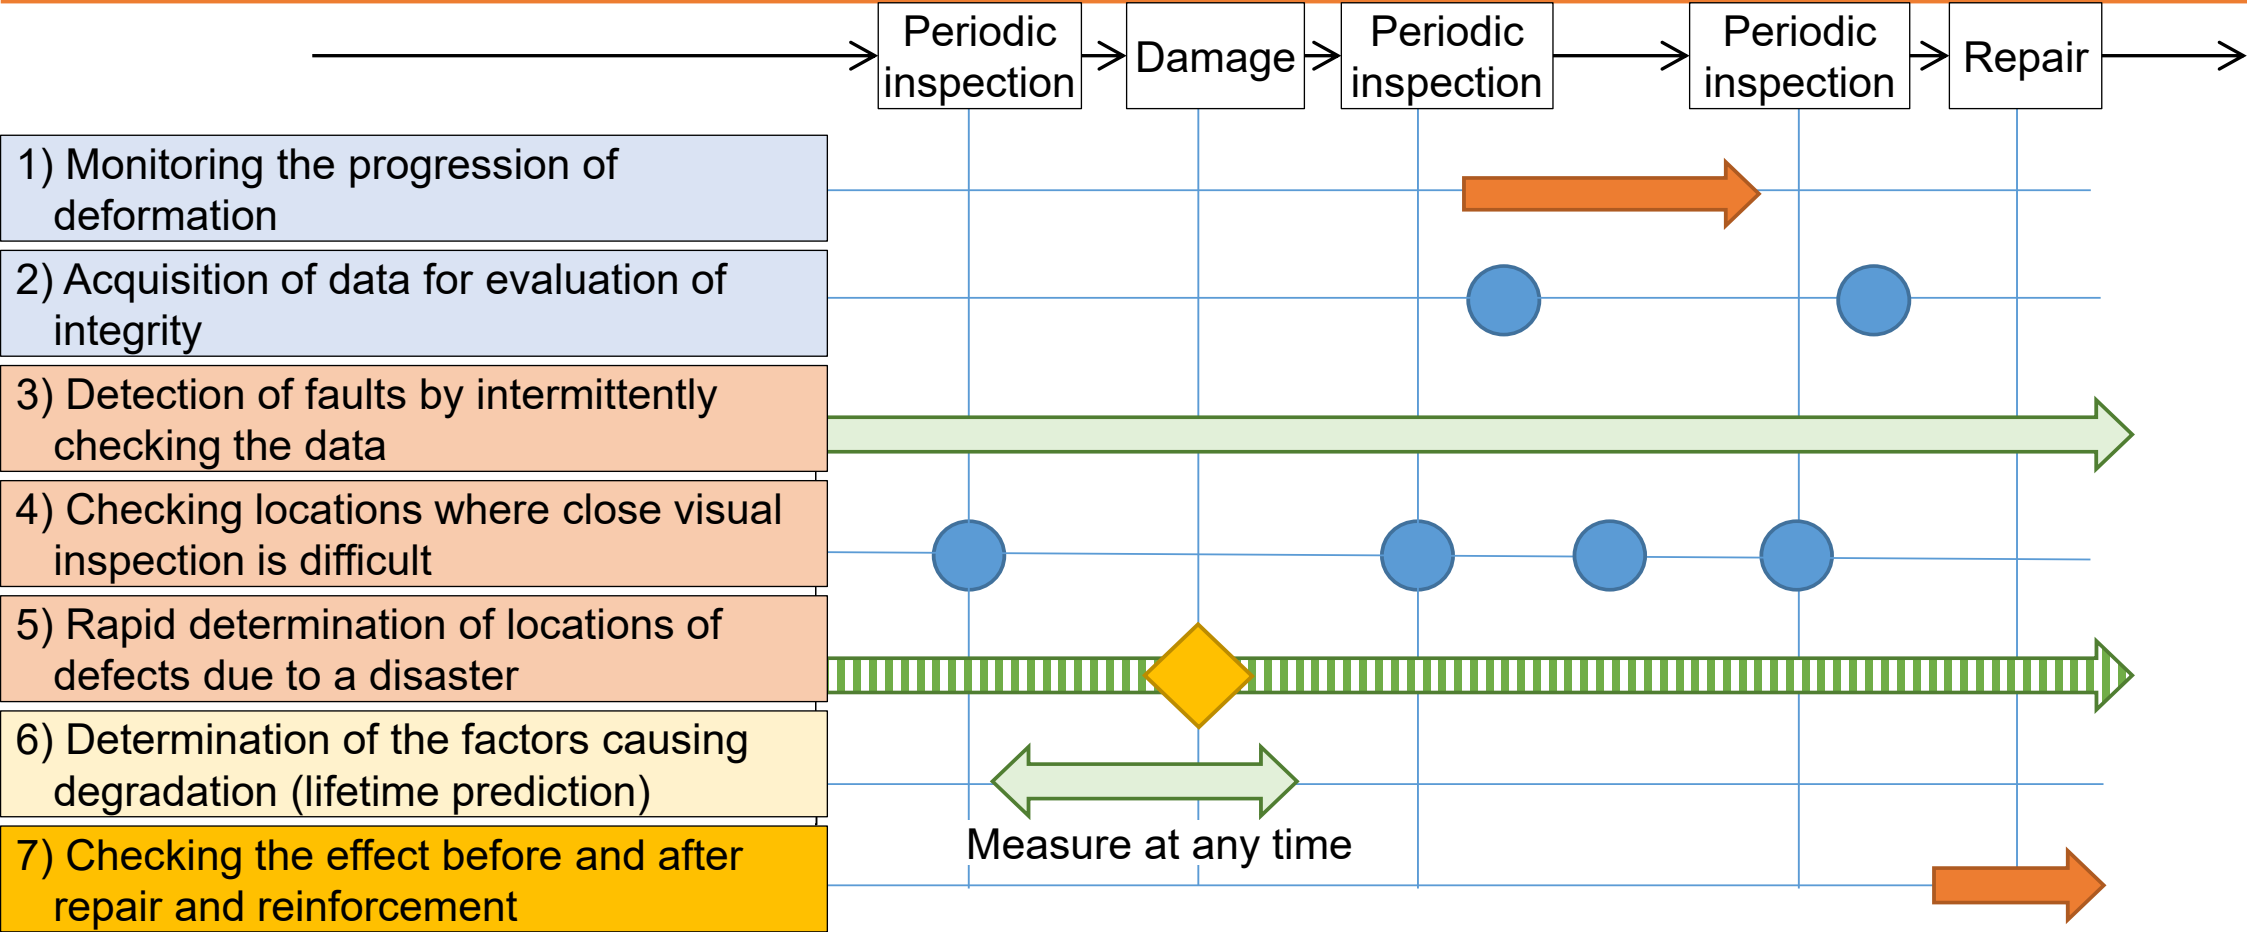 Periodic
inspection
Damage
Periodic
inspection
Periodic
inspection
Repair
1) Monitoring the progression of
deformation
2) Acquisition of data for evaluation of
integrity
3) Detection of faults by intermittently
checking the data
4) Checking locations where close visual
inspection is difficult
5) Rapid determination of locations of
defects due to a disaster
6) Determination of the factors causing
degradation (lifetime prediction)
Measure at any time
7) Checking the effect before and after
repair and reinforcement